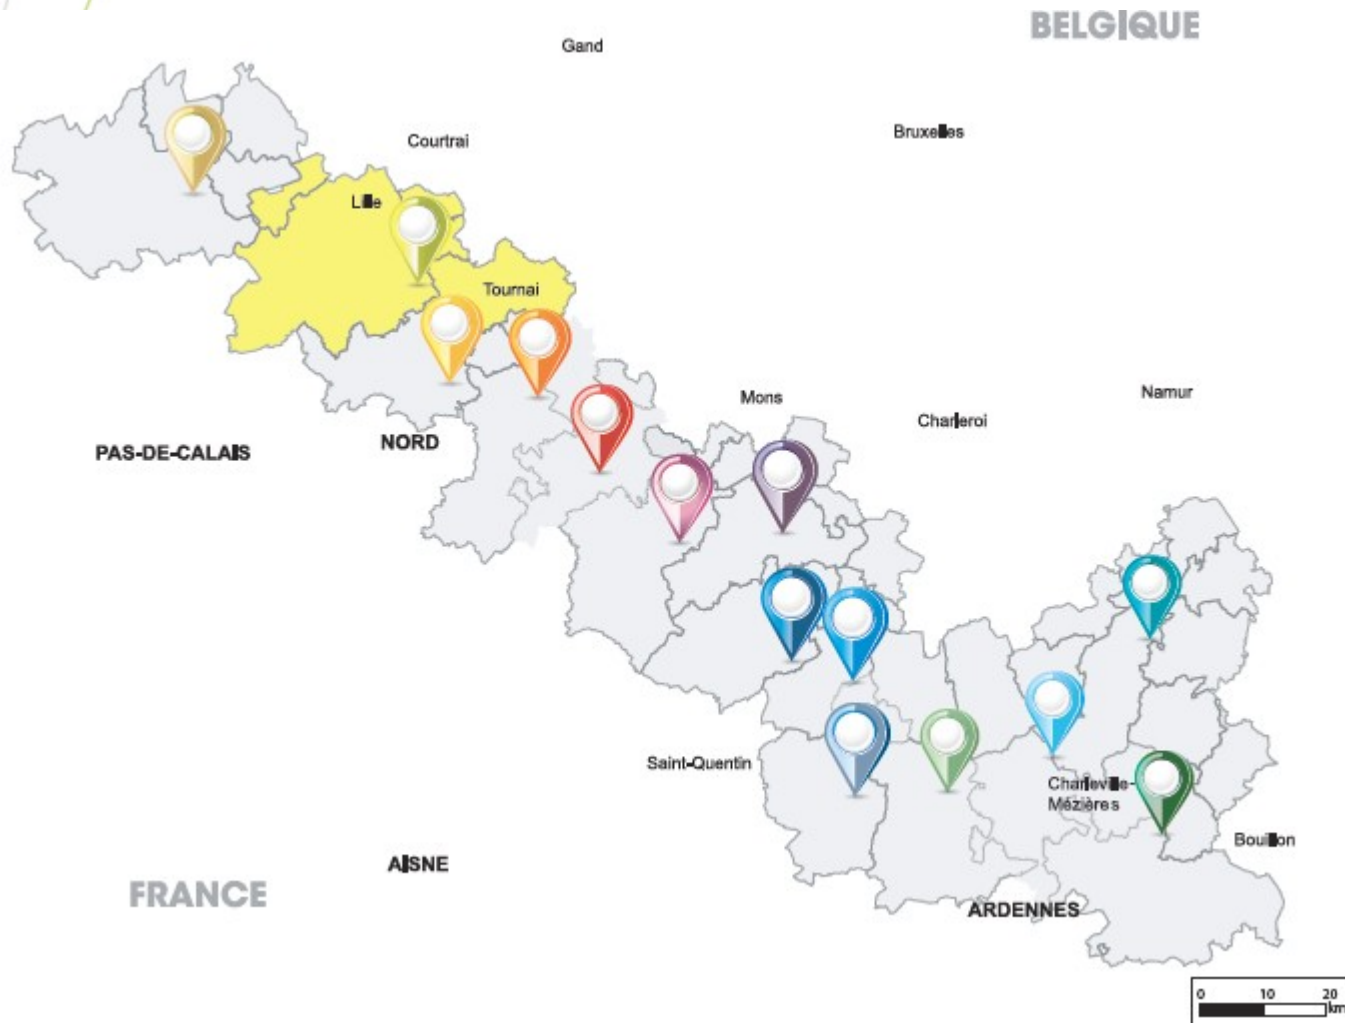 BELGIQUE
Gand
Bruxelles
Courtrai
Lille
Tournai
Mons
Namur
Charleroi
NORD
PAS-DE-CALAIS
Saint-Quentin
Charleville-
Mézières
Bouillon
AISNE
FRANCE
ARDENNES
0 10 20
km